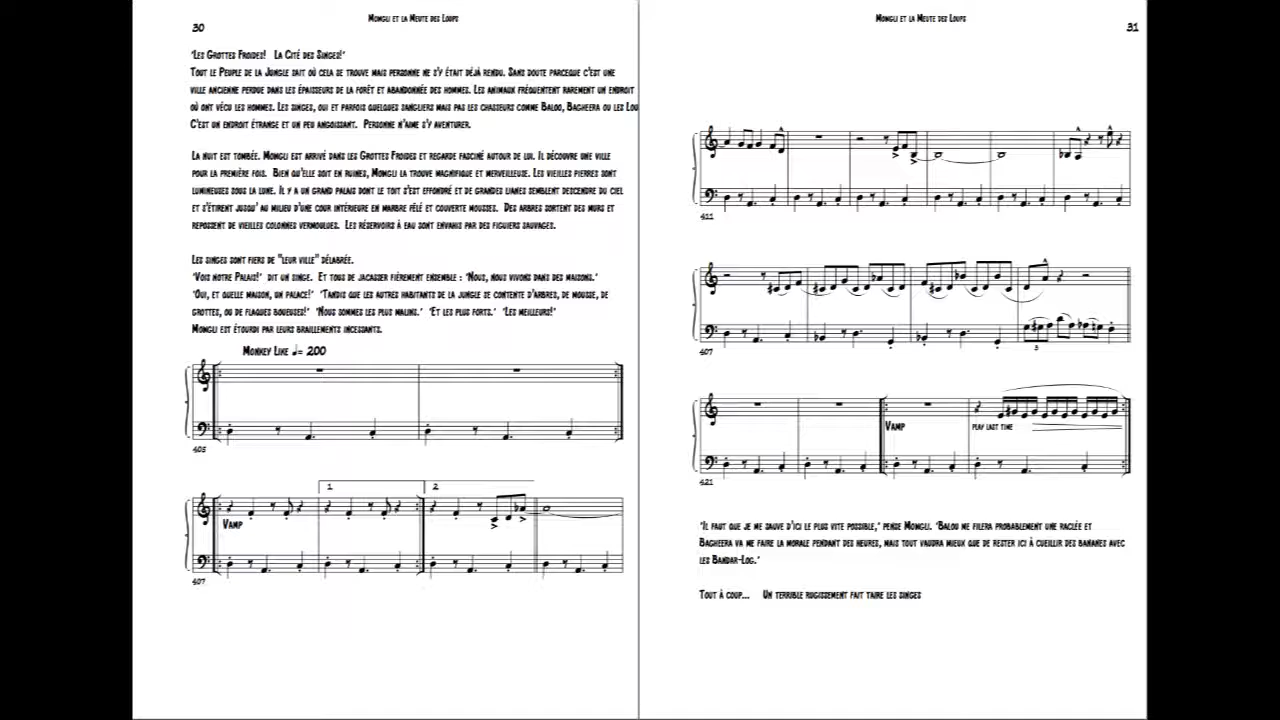 Mowgli et la Meute des Loups
30
'Les Grottes Froides! La Cité des Singes!'
Tout le Peuple de la Jungle sait où cela se trouve mais personne ne s'y était déjà rendu. Sans doute parceque c'est une
ville ancienne perdue dans les épaisseurs de la forêt et abandonnée des hommes. Les animaux fréquentent rarement un endroit
où ont vécu les hommes. Les singes, oui et parfois quelques sangliers mais pas les chasseurs comme Baloo, Bagheera ou les Lou
C'est un endroit étrange et un peu angoissant. Personne n'aime s'y aventurer.
La nuit est tombée. Mowgli est arrivé dans les Grottes Froides et regarde fasciné autour de lui. Il découvre une ville
pour la première fois. Bien qu'elle soit en ruines, Mowgli la trouve magnifique et merveilleuse. Les vieilles pierres sont
lumineuses sous la lune. Il y a un grand palais dont le toit s'est effondré et de grandes lianes semblent descendre du ciel
et s'étirent jusqu' au milieu d'une cour intérieure en marbre fêlé et couverte mousses. Des arbres sortent des murs et
repossent de vieilles colonnes vermoulues. Les réservoirs à eau sont envahis par des figuiers sauvages.
Les singes sont fiers de "leur ville" délabrée.
'Vois notre Palais!' dit un singe. Et tous de jacasser fièrement ensemble : 'Nous, nous vivons dans des maisons.'
'Oui, et quelle maison, un palace!' 'Tandis que les autres habitants de la jungle se contente d'arbres, de mousse, de
grottes, ou de flaques boueuses!' 'Nous sommes les plus malins.' 'Et les plus forts.' 'Les meilleurs!'
Mowgli est étourdi par leurs braillements incessants.
Monkey Like ♩= 200
405
1
2
Vamp
407
Mowgli et la Meute des Loups
31
411
3
407
Vamp
play last time
421
'Il faut que je me sauve d'ici le plus vite possible,' pense Mowgli. 'Balou me filera probablement une raclée et
Bagheera va me faire la morale pendant des heures, mais tout vaudra mieux que de rester ici à cueillir des bananes avec
les Bandar-Log.'
Tout à coup... Un terrible rugissement fait taire les singes